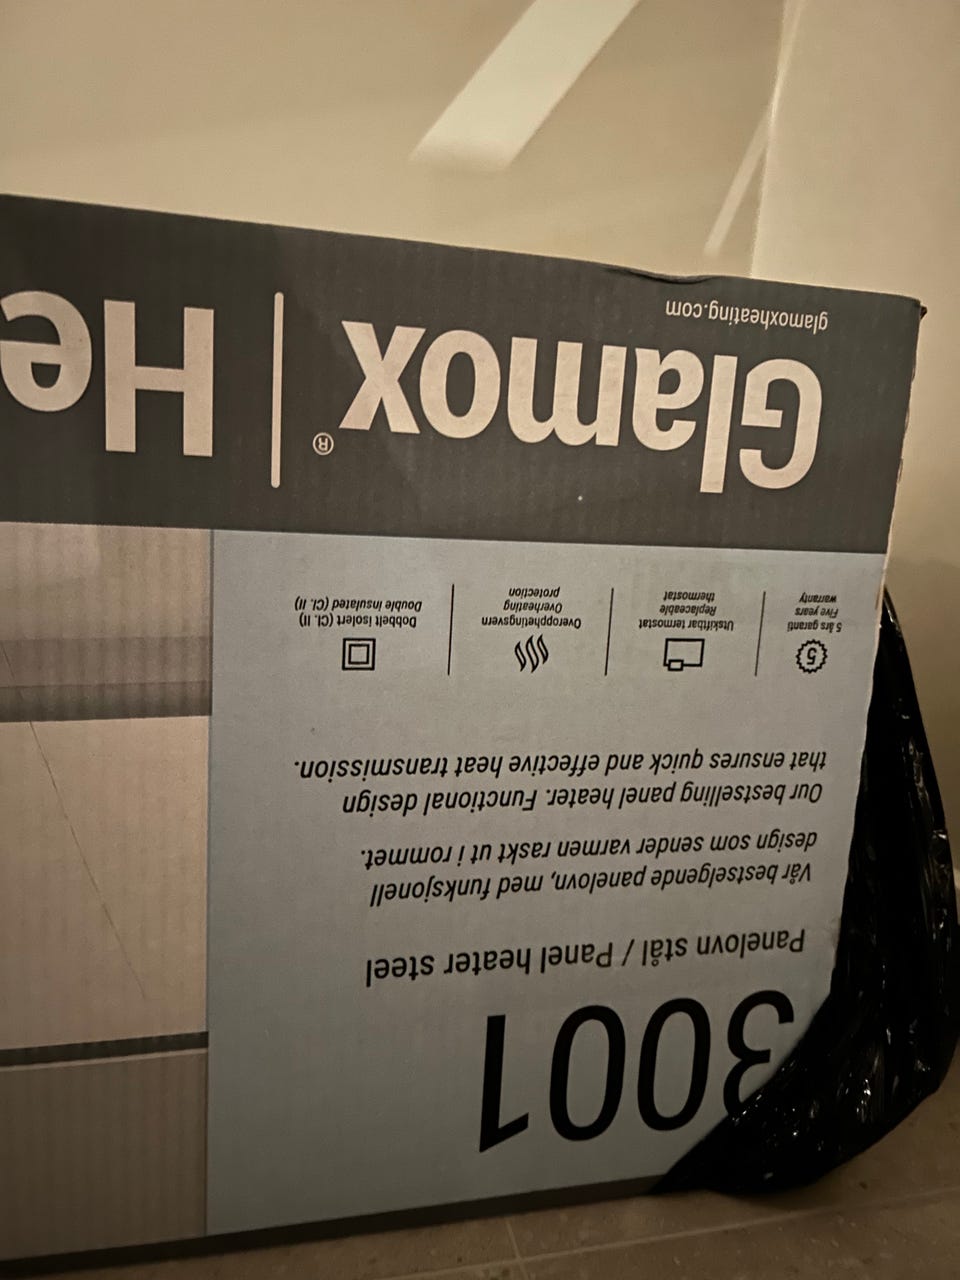 3001
Panelovn stål / Panel heater steel
Vår bestselgende panelovn, med funksjonell
design som sender varmen raskt ut i rommet.
Our bestselling panel heater. Functional design
that ensures quick and effective heat transmission.
5
5 års garanti
Five years
warranty
Utskiftbar termostat
Replaceable
thermostat
Overopphetingsvern
Overheating
protection
Dobbelt isolert (Cl. II)
Double insulated (Cl. II)
Glamox® | He
glamoxheating.com